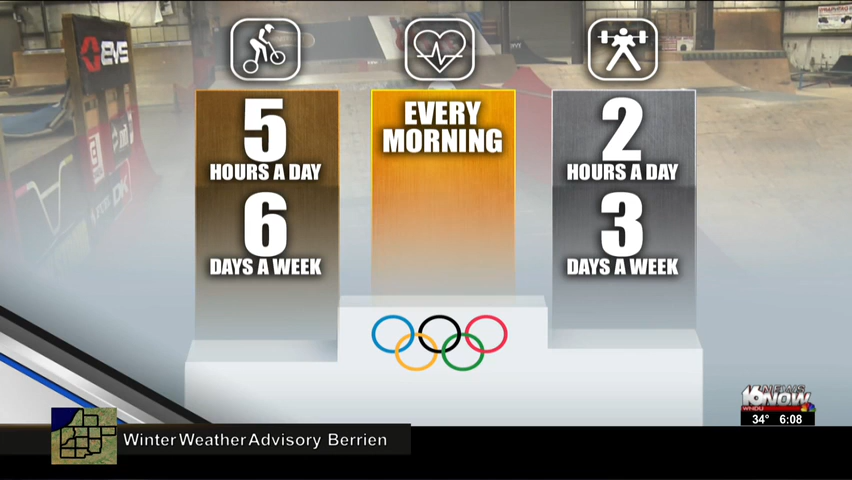 EVS
5
HOURS A DAY
6
DAYS A WEEK
EVERY
MORNING
2
HOURS A DAY
3
DAYS A WEEK
16 NEWS
NOW
WNDU
34° 6:08
Winter Weather Advisory Berrien